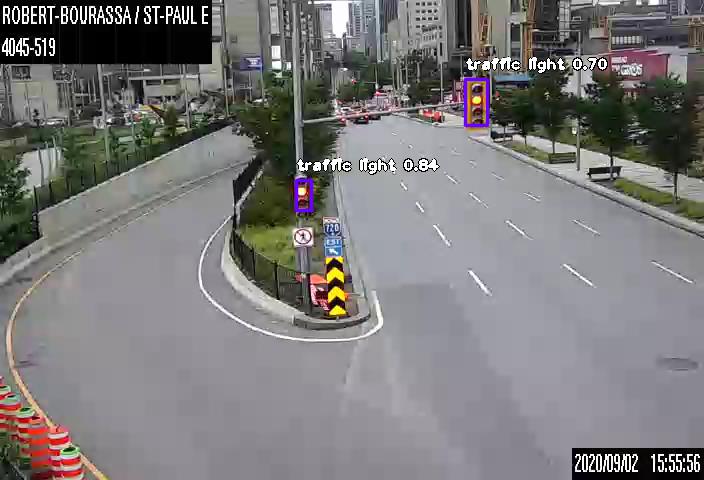 ROBERT-BOURASSA / ST-PAUL E
4045-519
traffic light 0.70
traffic light 0.84
720
EST
2020/09/02 15:55:56